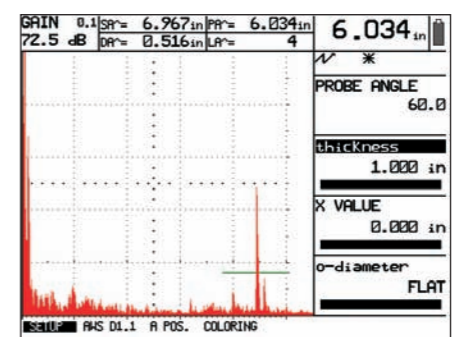 GAIN 0.1 SA^= 6.967in PA^= 6.034in
72.5 dB DA^= 0.516in LA^= 4
6.034 in
PROBE ANGLE
60.0
thickness
1.000 in
X VALUE
0.000 in
o-diameter
FLAT
SETUP AWS D1.1 A POS. COLORING